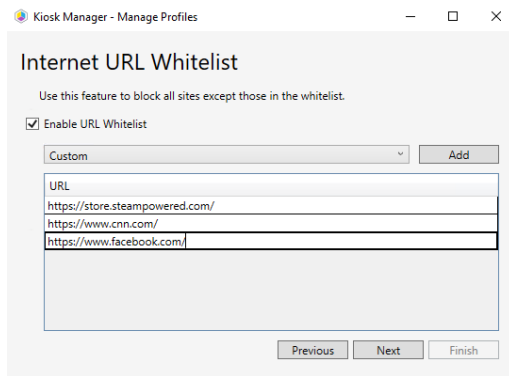 Kiosk Manager - Manage Profiles
Internet URL Whitelist
Use this feature to block all sites except those in the whitelist.
Enable URL Whitelist
Custom Add
URL
https://store.steampowered.com/
https://www.cnn.com/
https://www.facebook.com/
Previous Next Finish